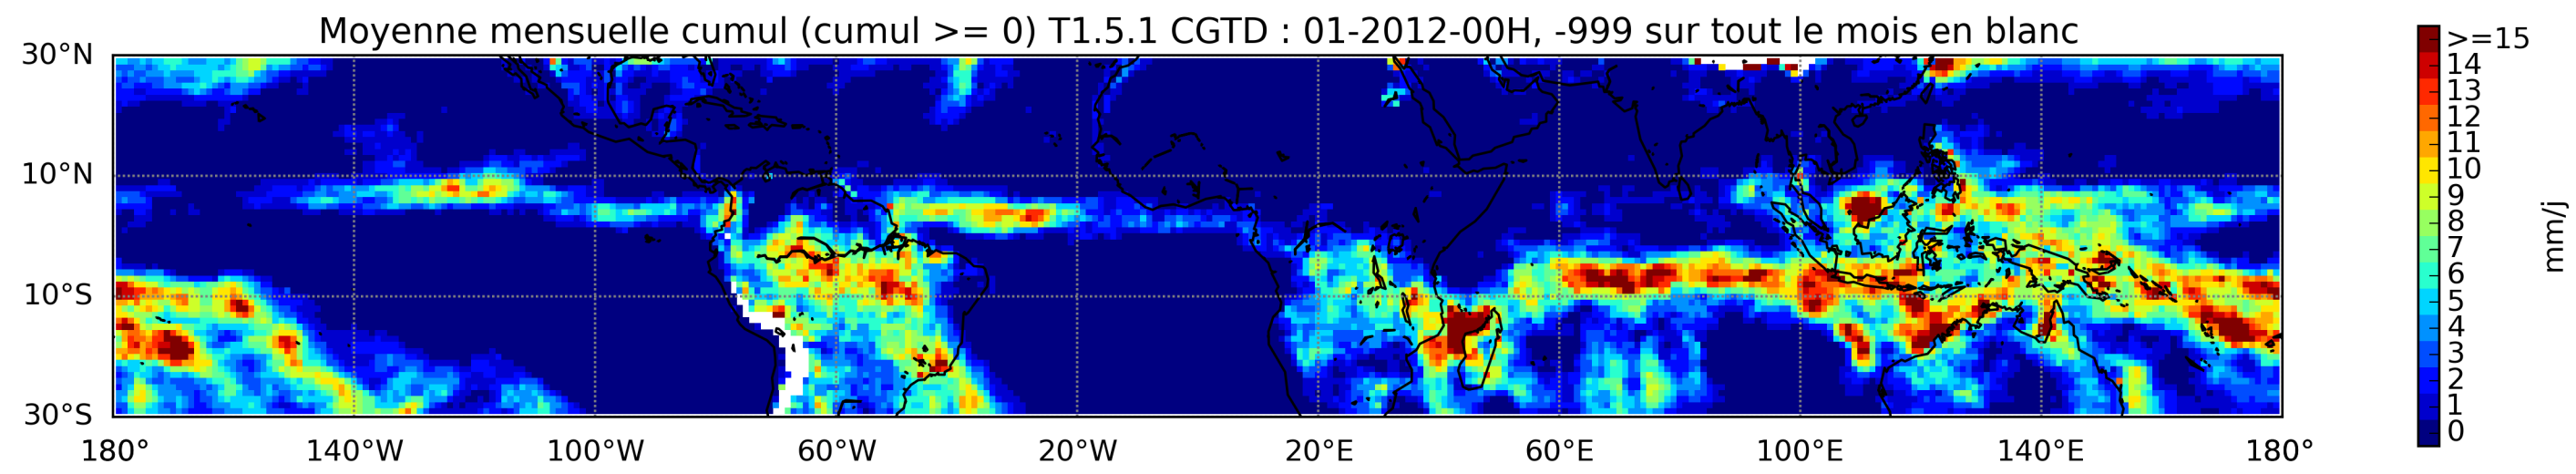 Moyenne mensuelle cumul (cumul >= 0) T1.5.1 CGTD : 01-2012-00H, -999 sur tout le mois en blanc
30°N
10°N
10°S
30°S
180° 140°W 100°W 60°W 20°W 20°E 60°E 100°E 140°E 180°
>=15
14
13
12
11
10
9
8
7
6
5
4
3
2
1
0
mm/j